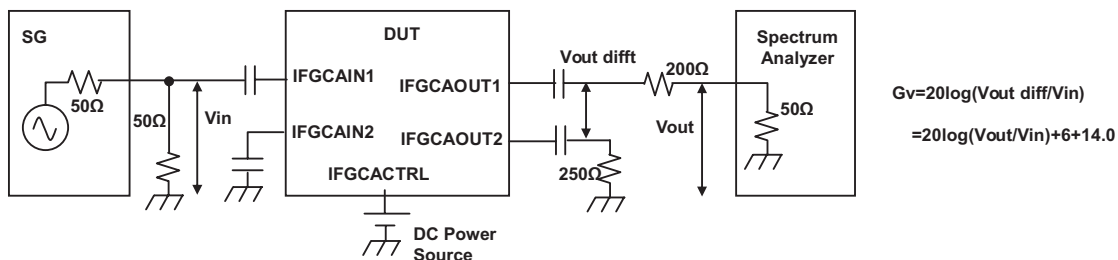 SG
50Ω
50Ω
Vin
DUT
IFGCAIN1
IFGCAIN2
IFGCAOUT1
IFGCAOUT2
IFGCACTRL
DC Power
Source
Vout difft
200Ω
250Ω
Vout
Spectrum
Analyzer
50Ω
Gv=20log(Vout diff/Vin)
=20log(Vout/Vin)+6+14.0